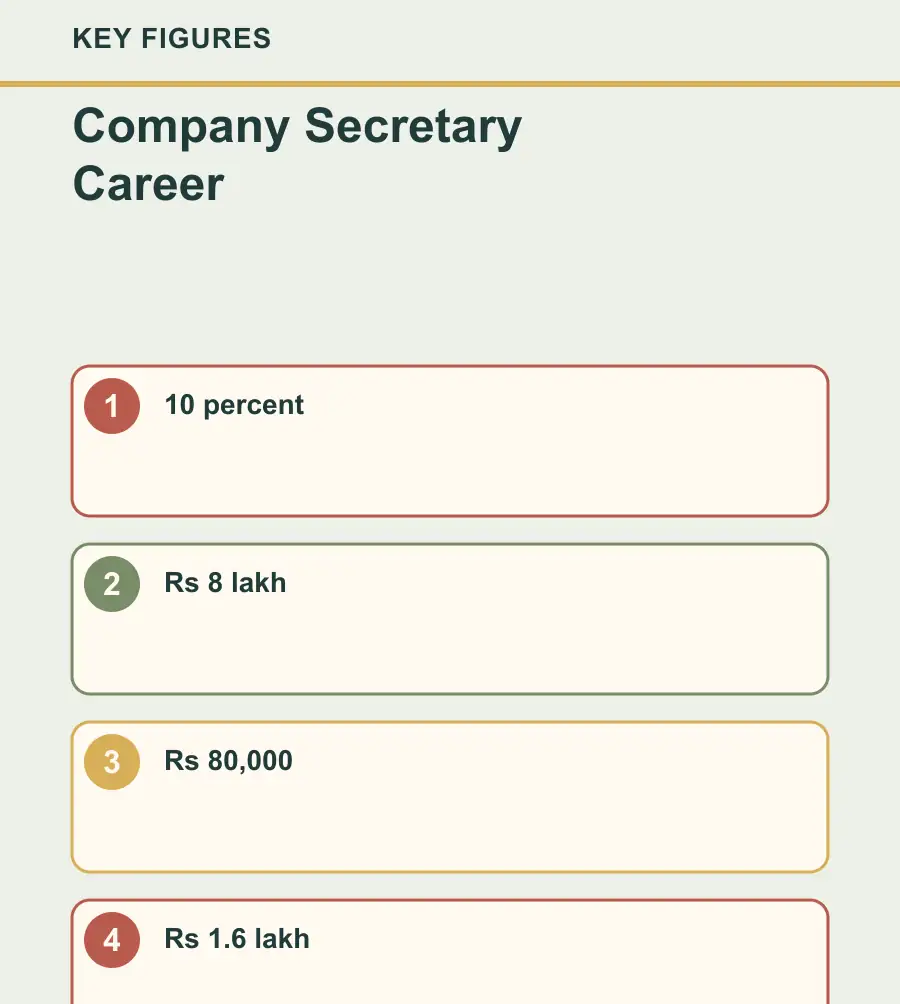 KEY FIGURES
Company Secretary
Career
1 10 percent
2 Rs 8 lakh
3 Rs 80,000
4 Rs 1.6 lakh